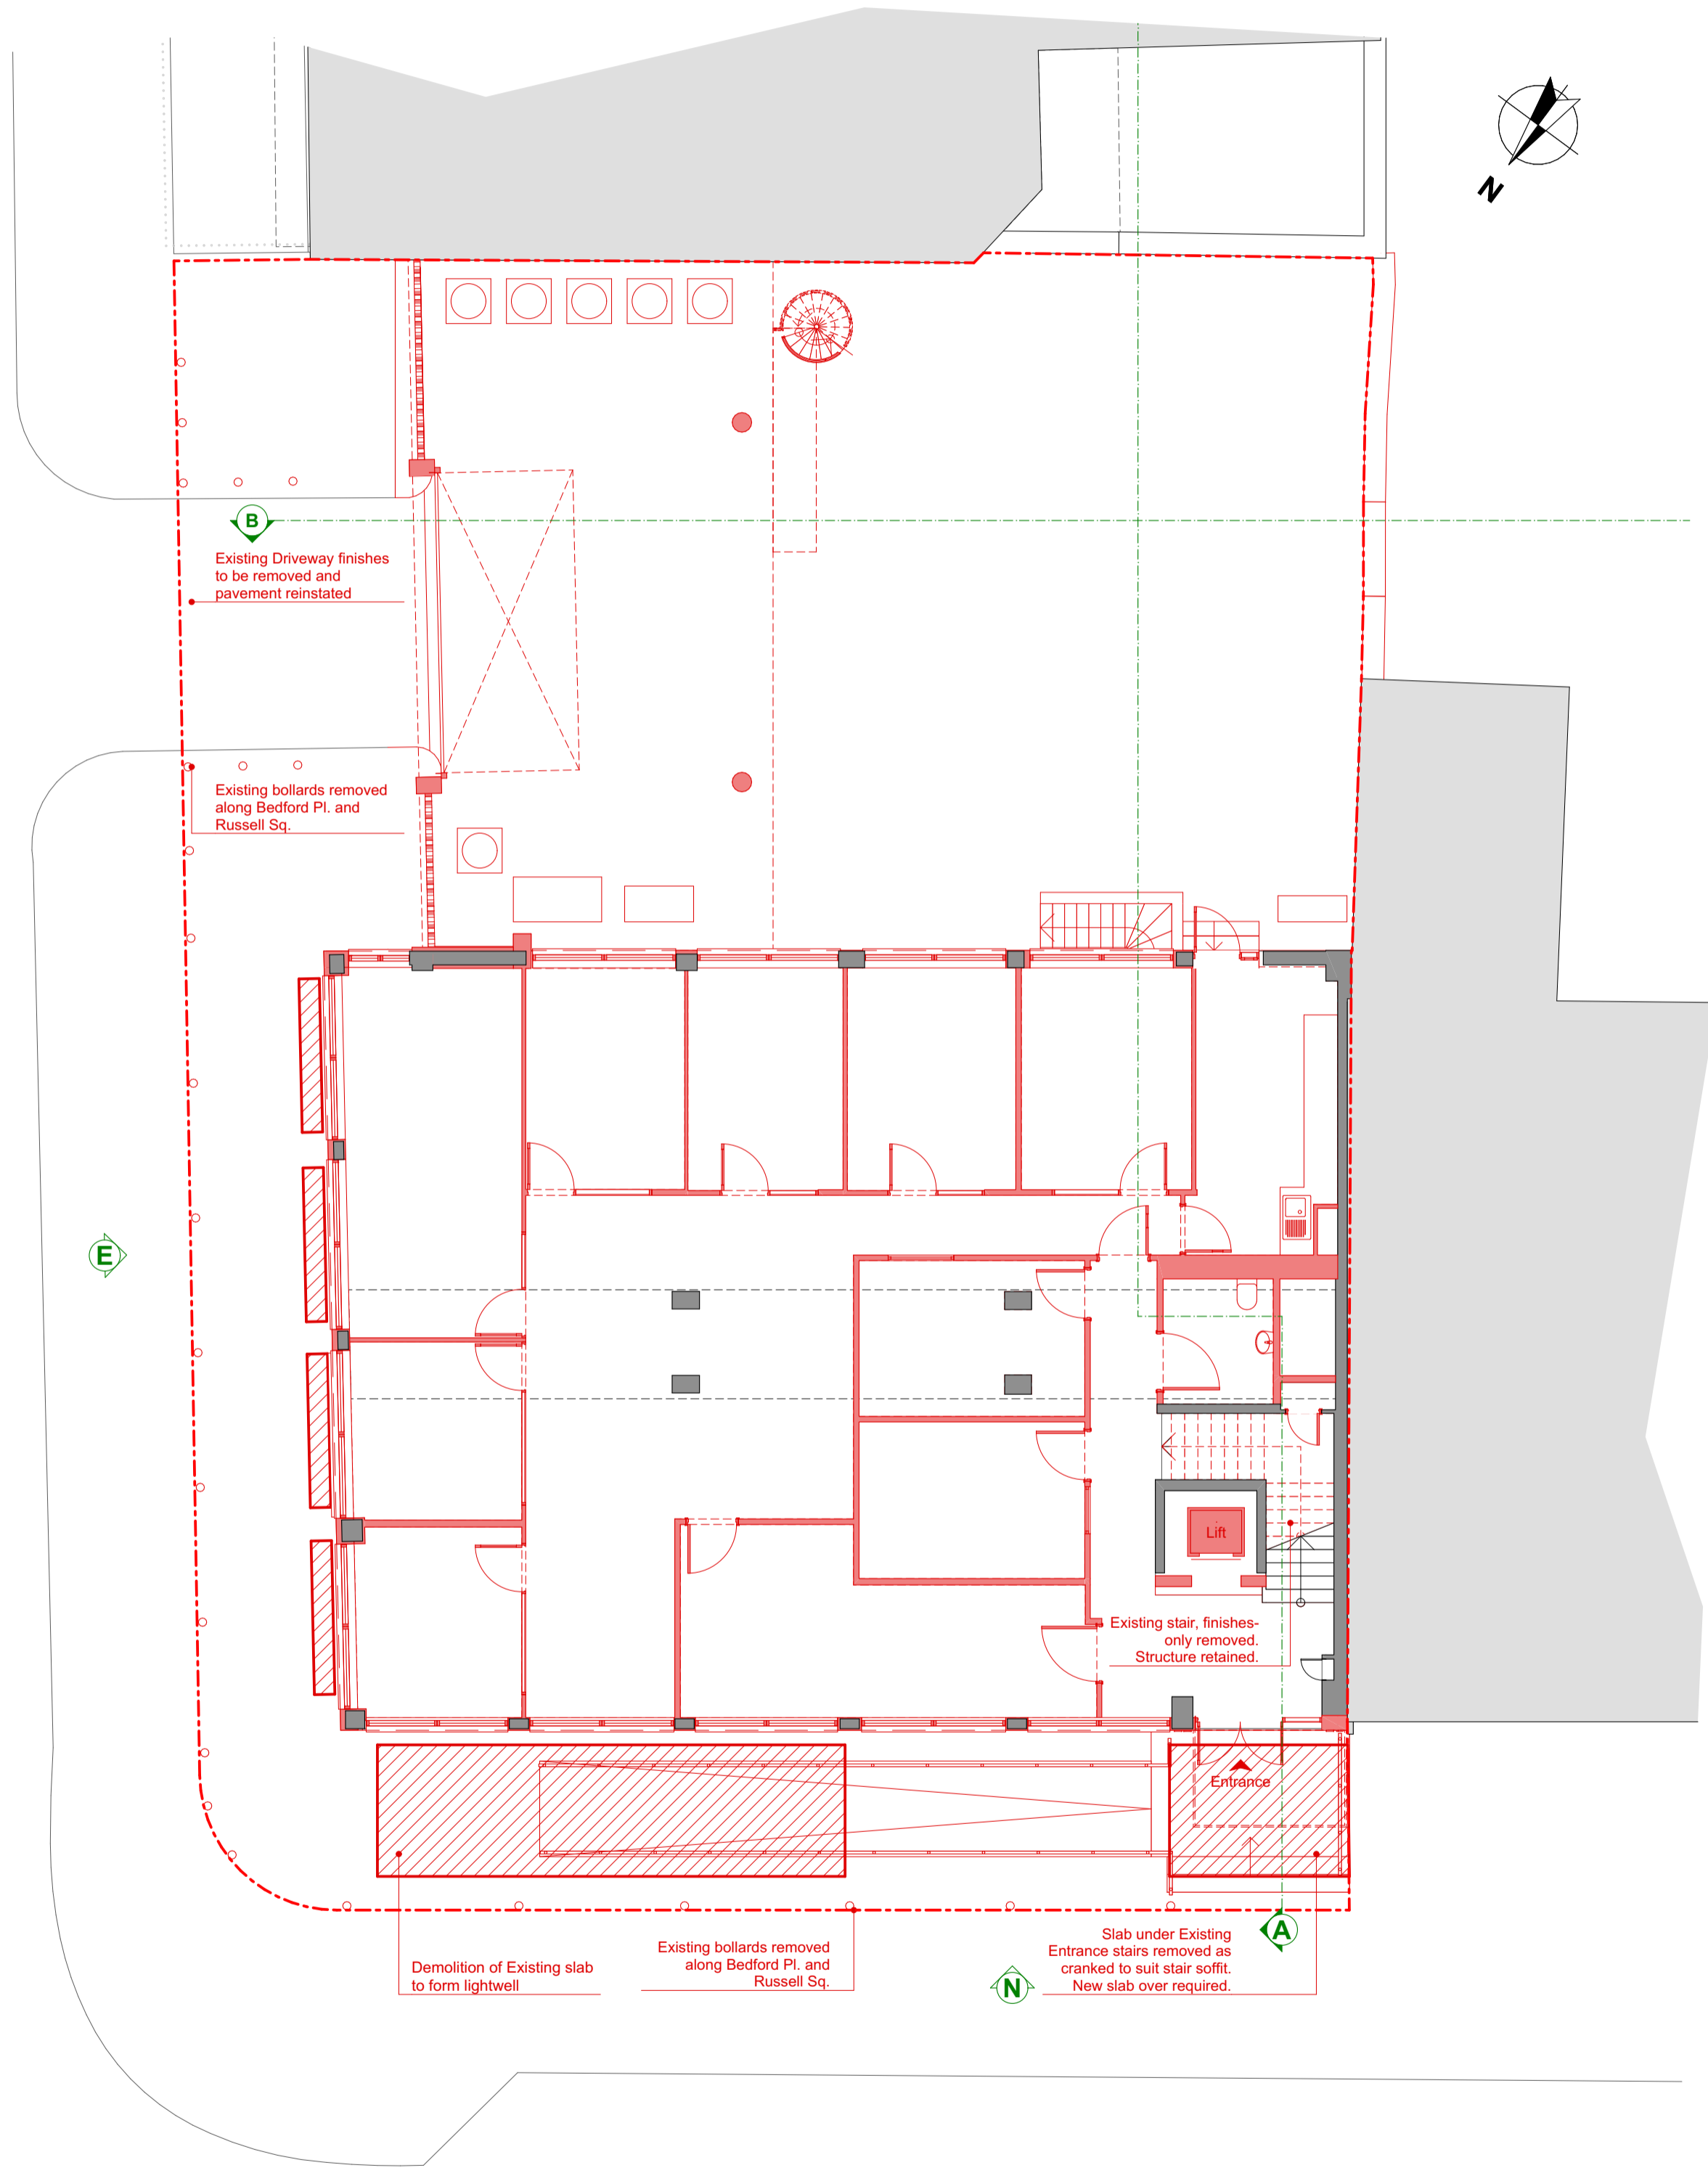 N
B
Existing Driveway finishes
to be removed and
pavement reinstated
Existing bollards removed
along Bedford Pl. and
Russell Sq.
E
Lift
Existing stair, finishes-
only removed.
Structure retained.
Entrance
A
Slab under Existing
Entrance stairs removed as
cranked to suit stair soffit.
New slab over required.
Existing bollards removed
along Bedford Pl. and
Russell Sq.
Demolition of Existing slab
to form lightwell
N